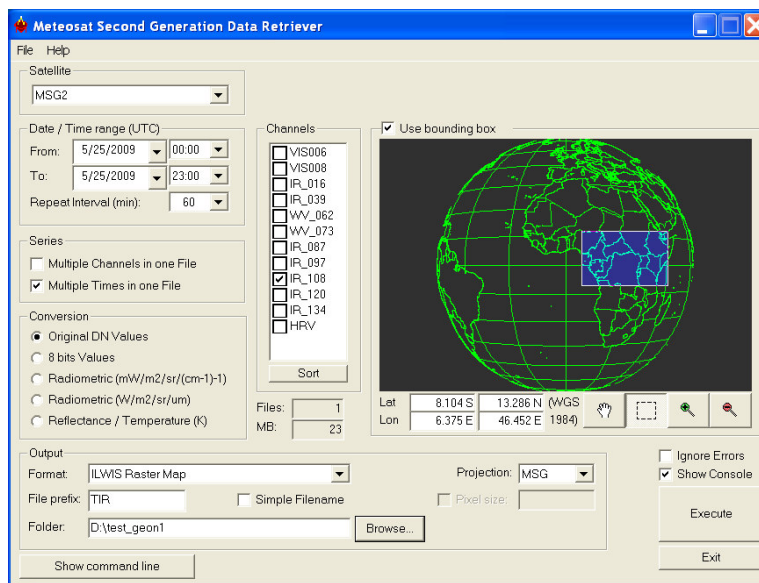 Meteosat Second Generation Data Retriever
File Help
Satellite
MSG2
Date / Time range (UTC)
From: 5/25/2009 00:00
To: 5/25/2009 23:00
Repeat Interval (min): 60
Series
Multiple Channels in one File
Multiple Times in one File
Conversion
Original DN Values
8 bits Values
Radiometric (mW/m2/sr/(cm-1)-1)
Radiometric (W/m2/sr/um)
Reflectance / Temperature (K)
Channels
VIS006
VIS008
IR_016
IR_039
WV_062
WV_073
IR_087
IR_097
IR_108
IR_120
IR_134
HRV
Sort
Files: 1
MB: 23
Use bounding box
Lat 8.104 S 13.286 N (WGS
Lon 6.375 E 46.452 E 1984)
Output
Format: ILWIS Raster Map Projection: MSG
File prefix: TIR Simple Filename Pixel size:
Folder: D:\test_geon1 Browse...
Ignore Errors
Show Console
Execute
Exit
Show command line